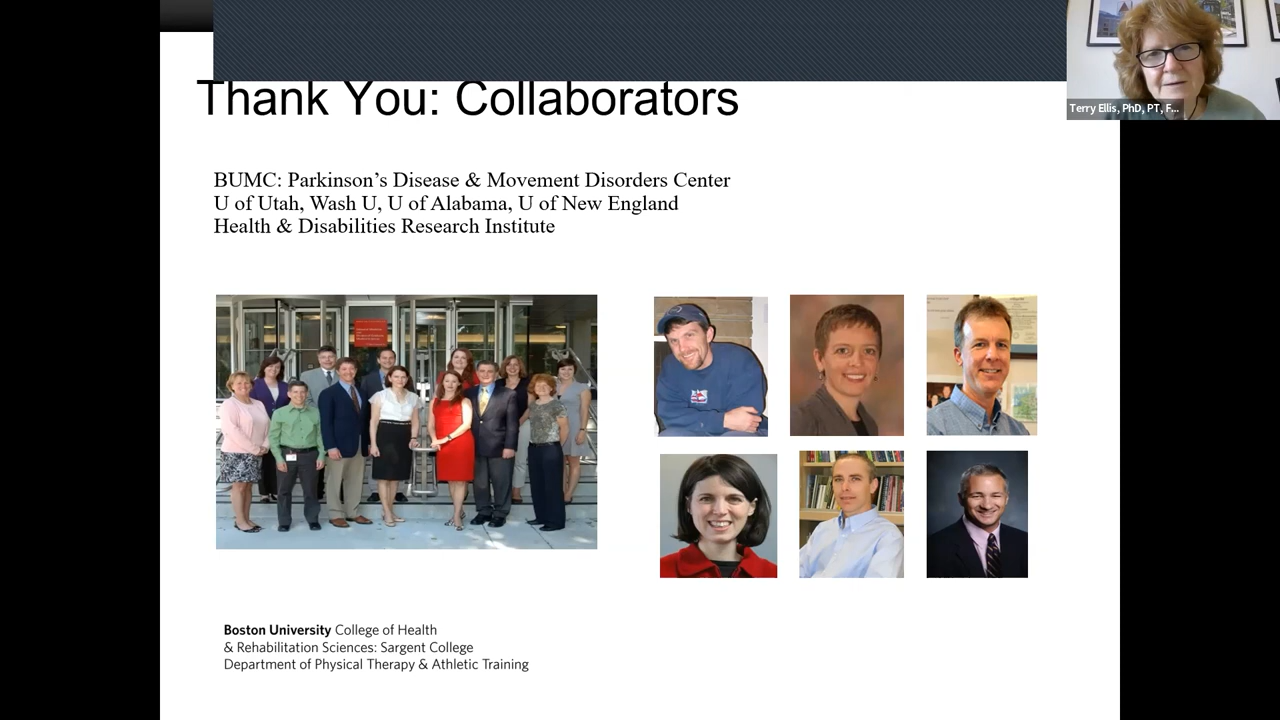 Thank You: Collaborators
Terry Ellis, PhD, PT, F...
BUMC: Parkinson’s Disease & Movement Disorders Center
U of Utah, Wash U, U of Alabama, U of New England
Health & Disabilities Research Institute
Boston University College of Health
& Rehabilitation Sciences: Sargent College
Department of Physical Therapy & Athletic Training